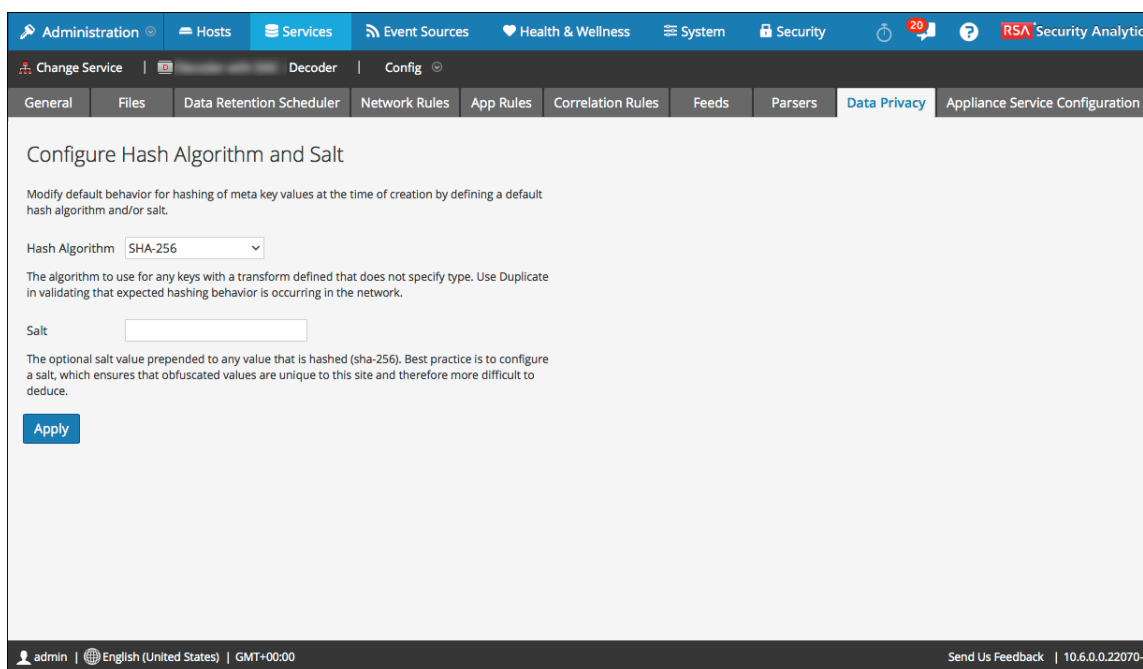 Administration Hosts Services Event Sources Health & Wellness System Security 20 ? RSA Security Analytic
Change Service | Decoder | Config
General Files Data Retention Scheduler Network Rules App Rules Correlation Rules Feeds Parsers Data Privacy Appliance Service Configuration
Configure Hash Algorithm and Salt
Modify default behavior for hashing of meta key values at the time of creation by defining a default
hash algorithm and/or salt.
Hash Algorithm SHA-256
The algorithm to use for any keys with a transform defined that does not specify type. Use Duplicate
in validating that expected hashing behavior is occurring in the network.
Salt
The optional salt value prepended to any value that is hashed (sha-256). Best practice is to configure
a salt, which ensures that obfuscated values are unique to this site and therefore more difficult to
deduce.
Apply
admin | English (United States) | GMT+00:00 Send Us Feedback | 10.6.0.0.22070-